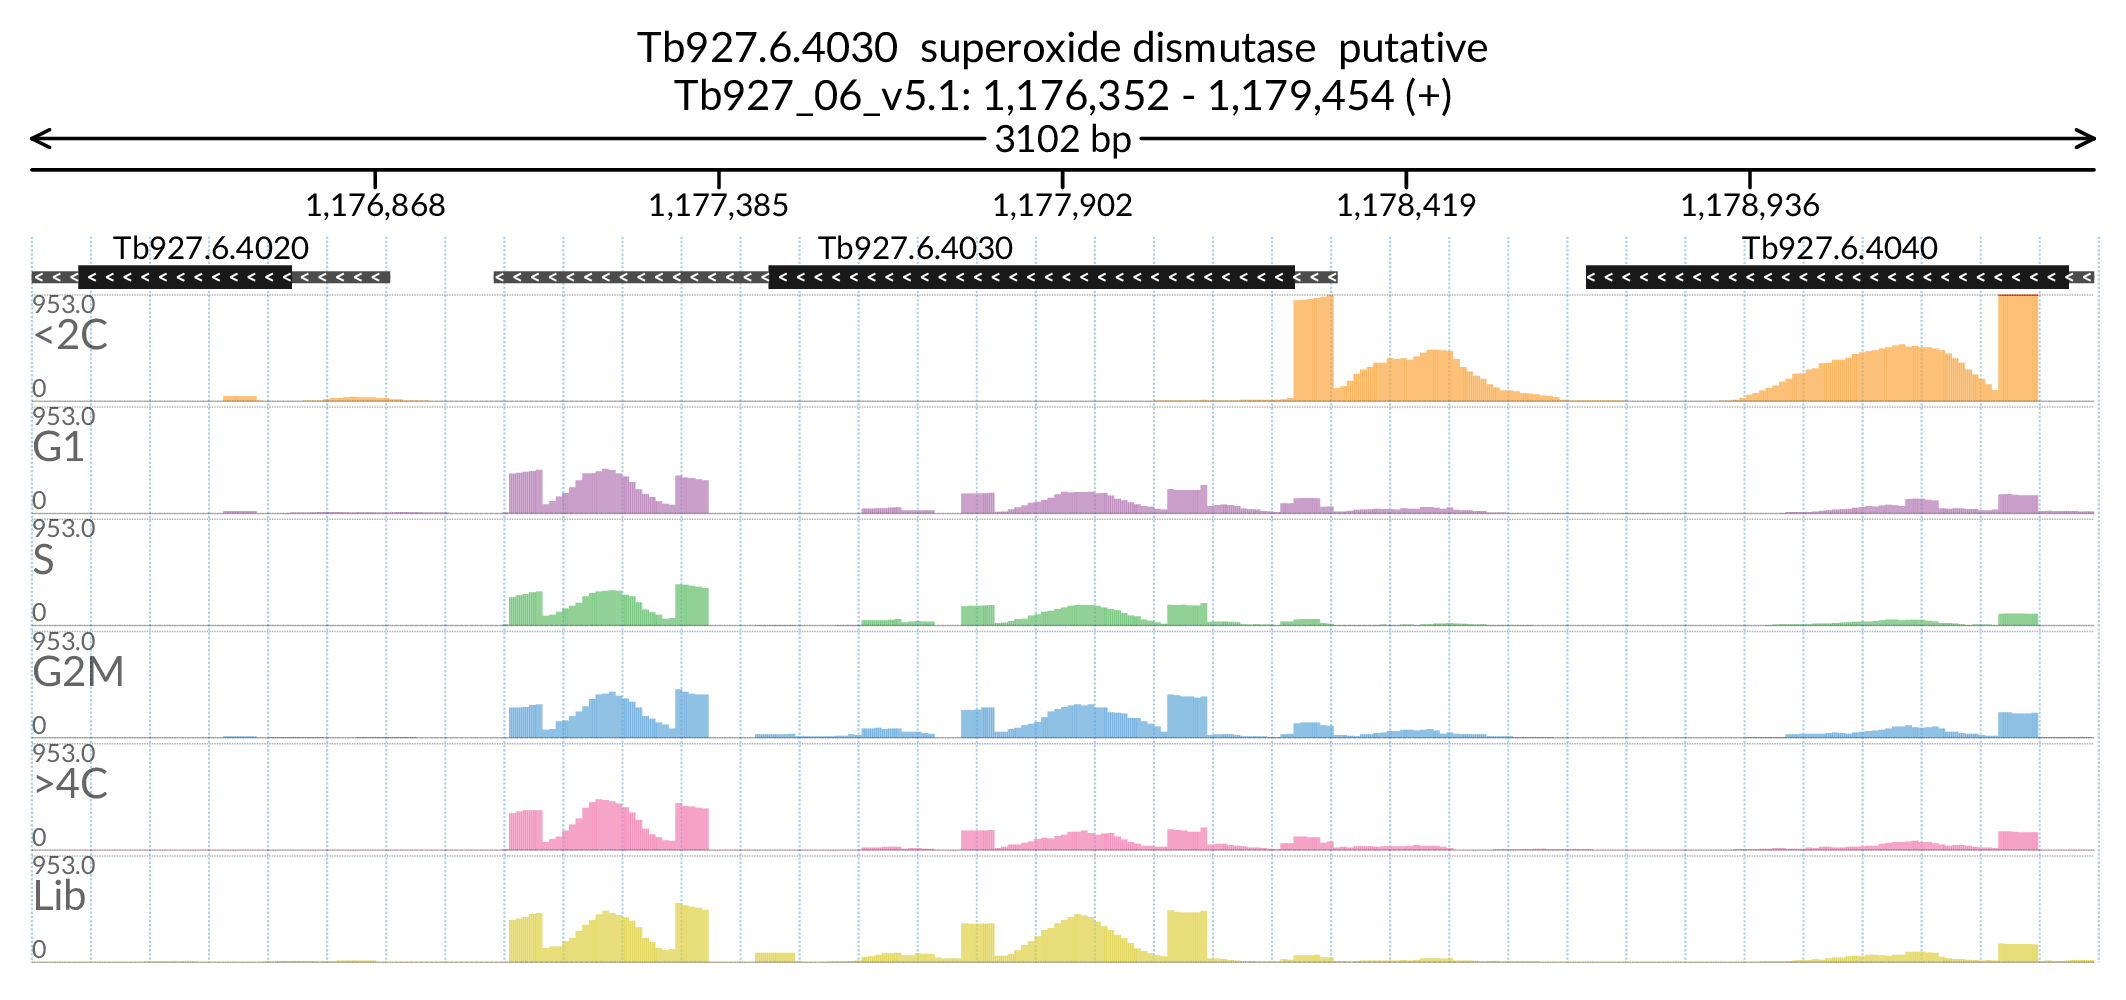 Tb927.6.4030  superoxide dismutase  putative
Tb927_06_v5.1: 1,176,352 - 1,179,454 (+)
3102 bp
1,176,868 1,177,385 1,177,902 1,178,419 1,178,936
Tb927.6.4020 Tb927.6.4030 Tb927.6.4040
953.0
<2C
0
953.0
G1
0
953.0
S
0
953.0
G2M
0
953.0
>4C
0
953.0
Lib
0